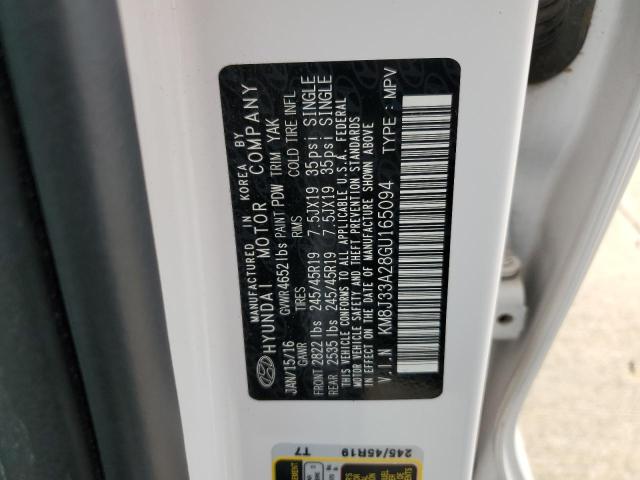 MANUFACTURED IN KOREA BY
HYUNDAI MOTOR COMPANY
JAN/15/16 GVWR 4652 lbs PAINT PDW TRIM YAK
GAWR TIRES RIMS COLD TIRE INFL
FRONT 2822 lbs 245/45R19 7.5JX19 35psi SINGLE
REAR 2535 lbs 245/45R19 7.5JX19 35psi SINGLE
THIS VEHICLE CONFORMS TO ALL APPLICABLE U.S.A. FEDERAL
MOTOR VEHICLE SAFETY AND THEFT PREVENTION STANDARDS
IN EFFECT ON THE DATE OF MANUFACTURE SHOWN ABOVE
V.I.N KM8J33A28GU165094 TYPE : MPV
T7
245/45R19